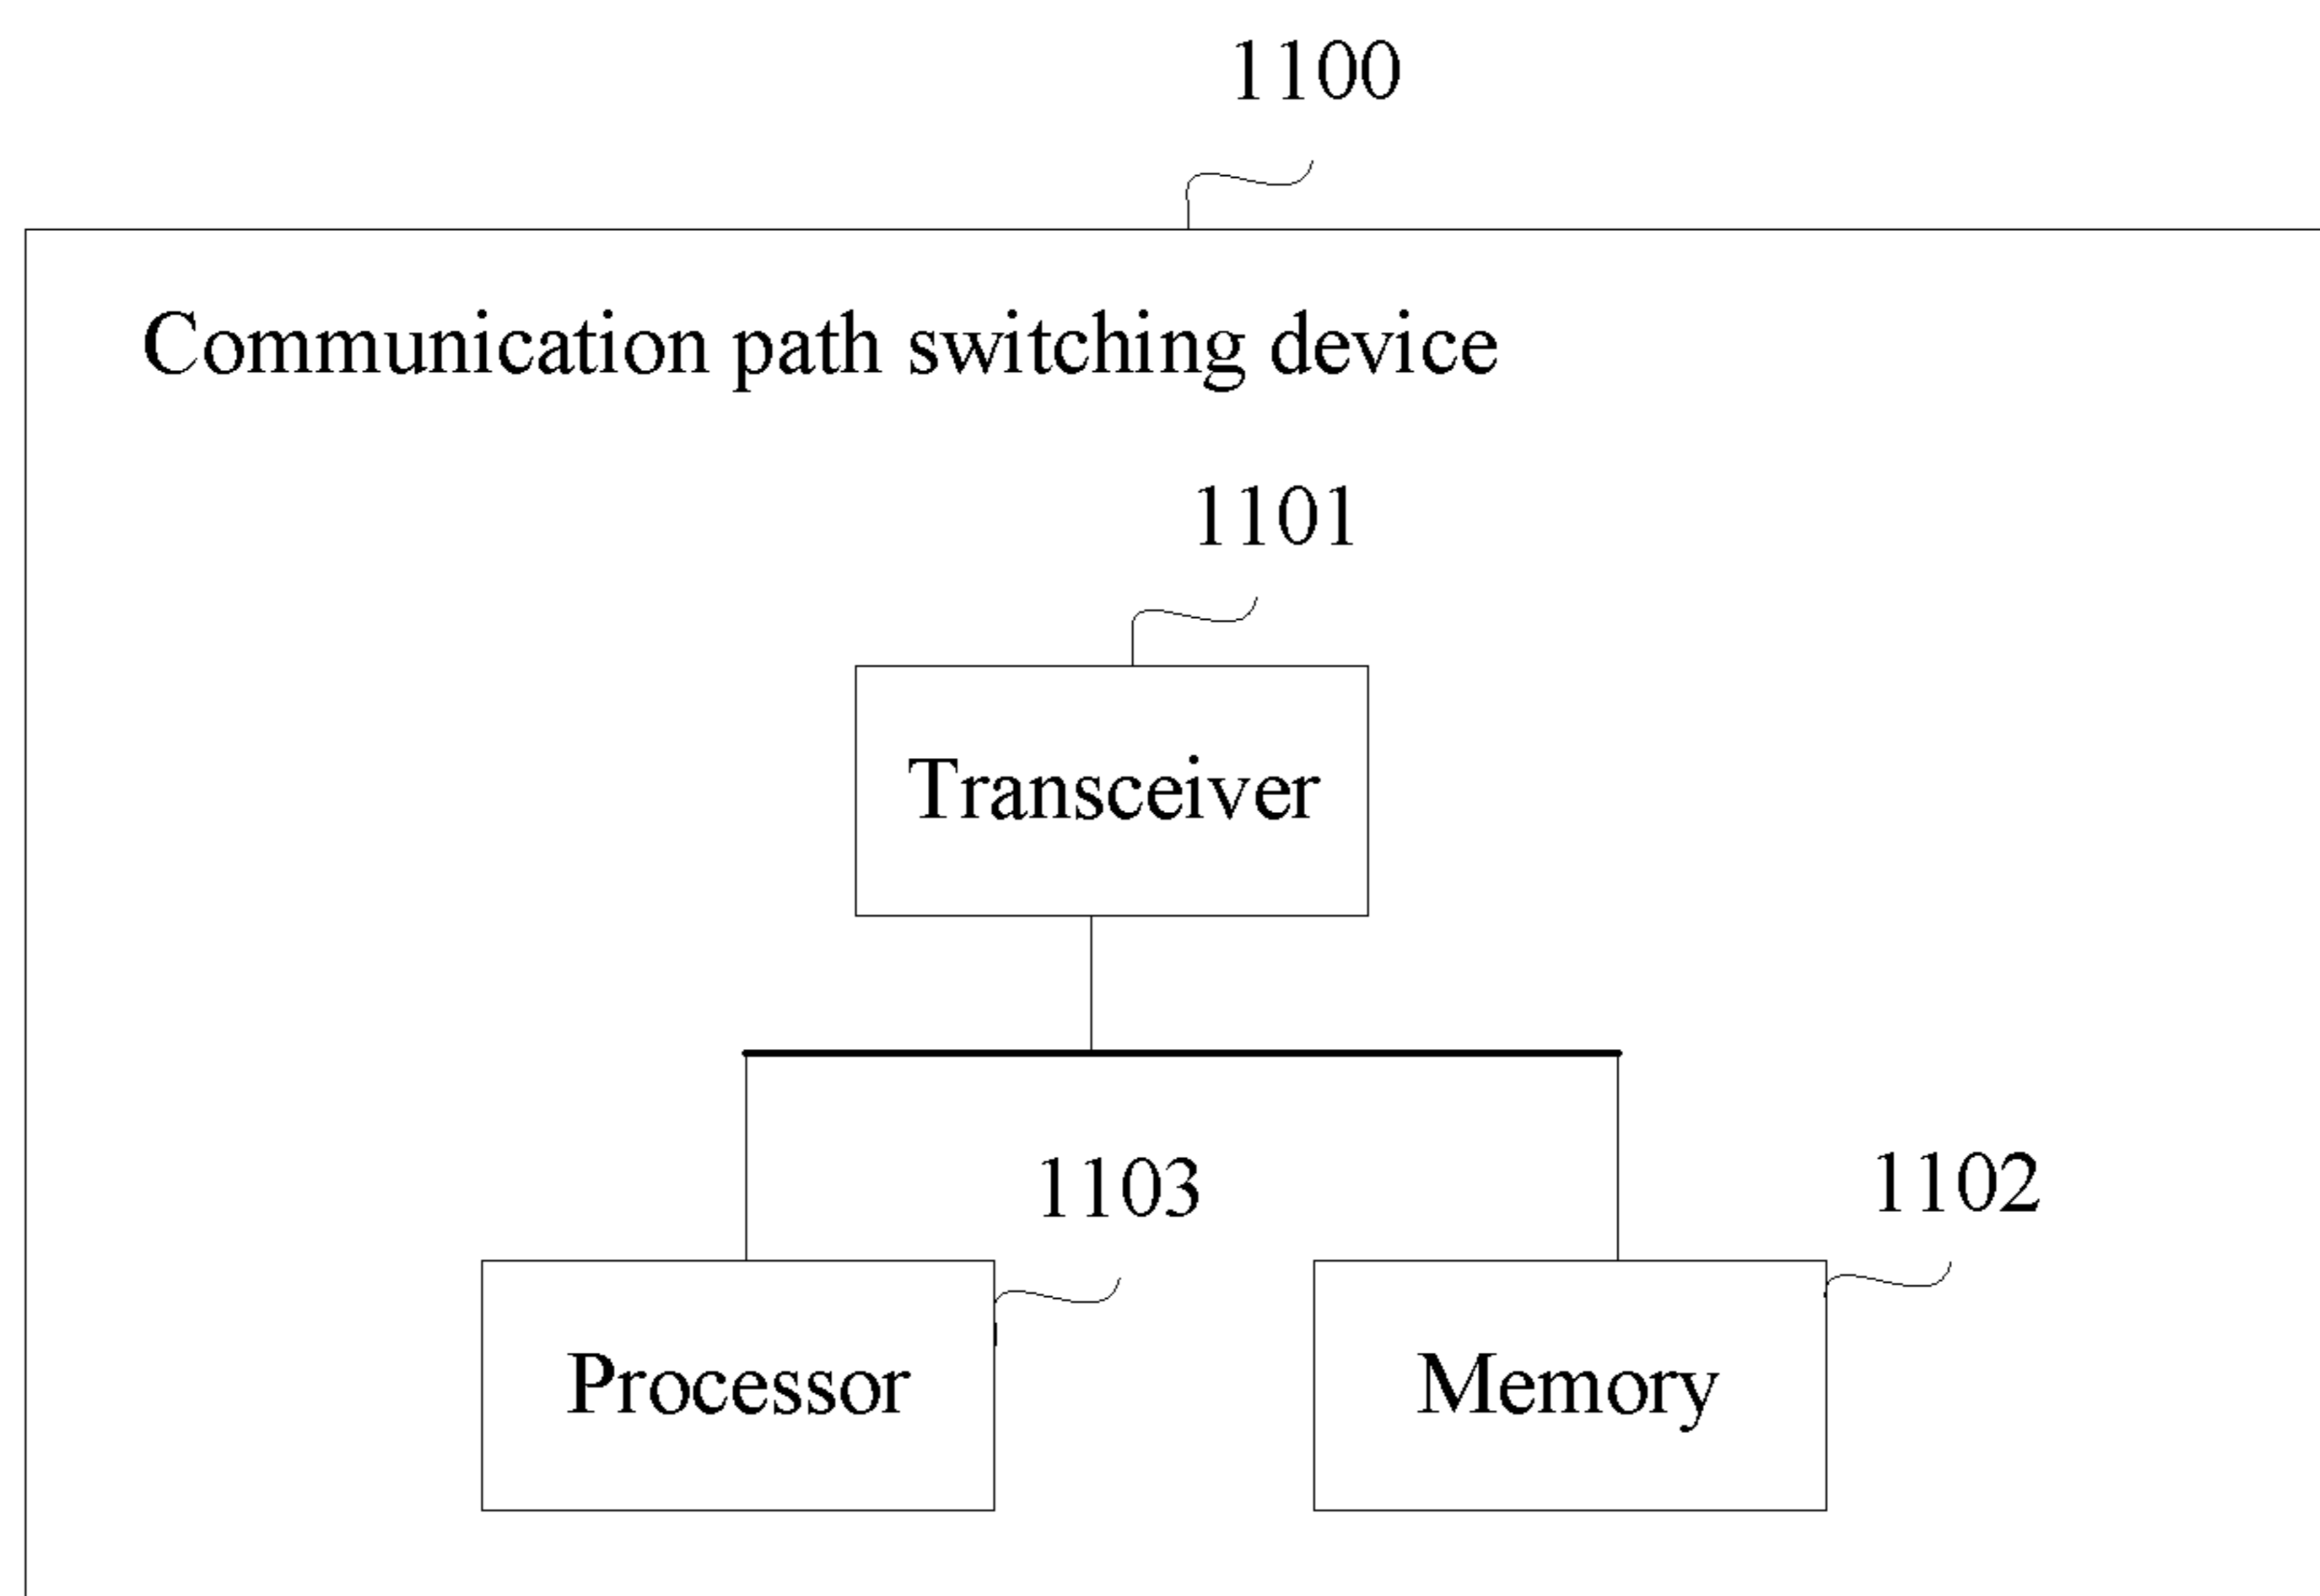 1100
Communication path switching device
1101
Transceiver
1103
1102
Processor
Memory